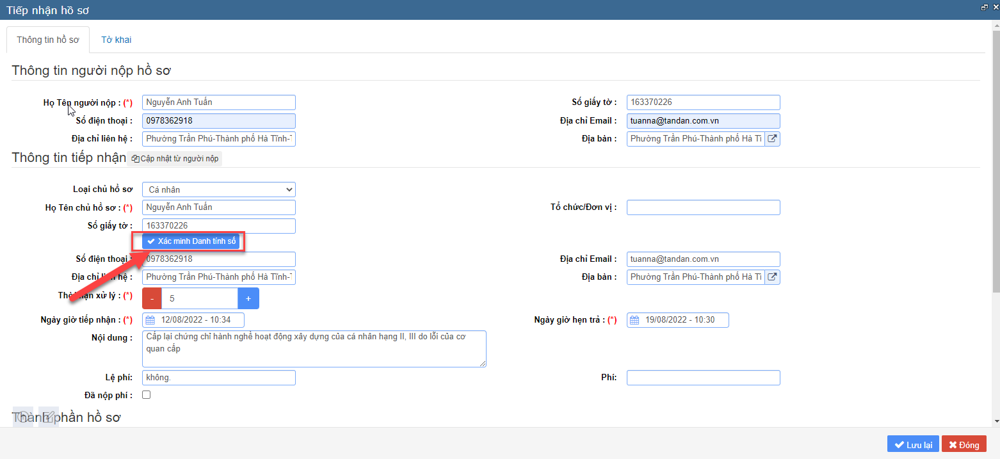 Tiếp nhận hồ sơ
Thông tin hồ sơ
Tờ khai
Thông tin người nộp hồ sơ
Họ Tên người nộp : (*) Nguyễn Anh Tuấn
Số giấy tờ : 163370226
Số điện thoại : 0978362918
Địa chỉ Email : tuanna@tandan.com.vn
Địa chỉ liên hệ : Phường Trần Phú-Thành phố Hà Tĩnh-
Địa bàn : Phường Trần Phú-Thành phố Hà
Thông tin tiếp nhận Cập nhật từ người nộp
Loại chủ hồ sơ Cá nhân
Họ Tên chủ hồ sơ : (*) Nguyễn Anh Tuấn
Tổ chức/Đơn vị :
Số giấy tờ : 163370226
Xác minh Danh tính số
Số điện thoại : 0978362918
Địa chỉ Email : tuanna@tandan.com.vn
Địa chỉ liên hệ : Phường Trần Phú-Thành phố Hà Tĩnh-
Địa bàn : Phường Trần Phú-Thành phố Hà
Thời hạn xử lý : (*) - 5 +
Ngày giờ tiếp nhận : (*) 12/08/2022 - 10:34
Ngày giờ hẹn trả : (*) 19/08/2022 - 10:30
Nội dung : Cấp lại chứng chỉ hành nghề hoạt động xây dựng của cá nhân hạng II, III do lỗi của cơ
quan cấp
Lệ phí: không.
Phí:
Đã nộp phí :
Thành phần hồ sơ
Lưu lại
Đóng